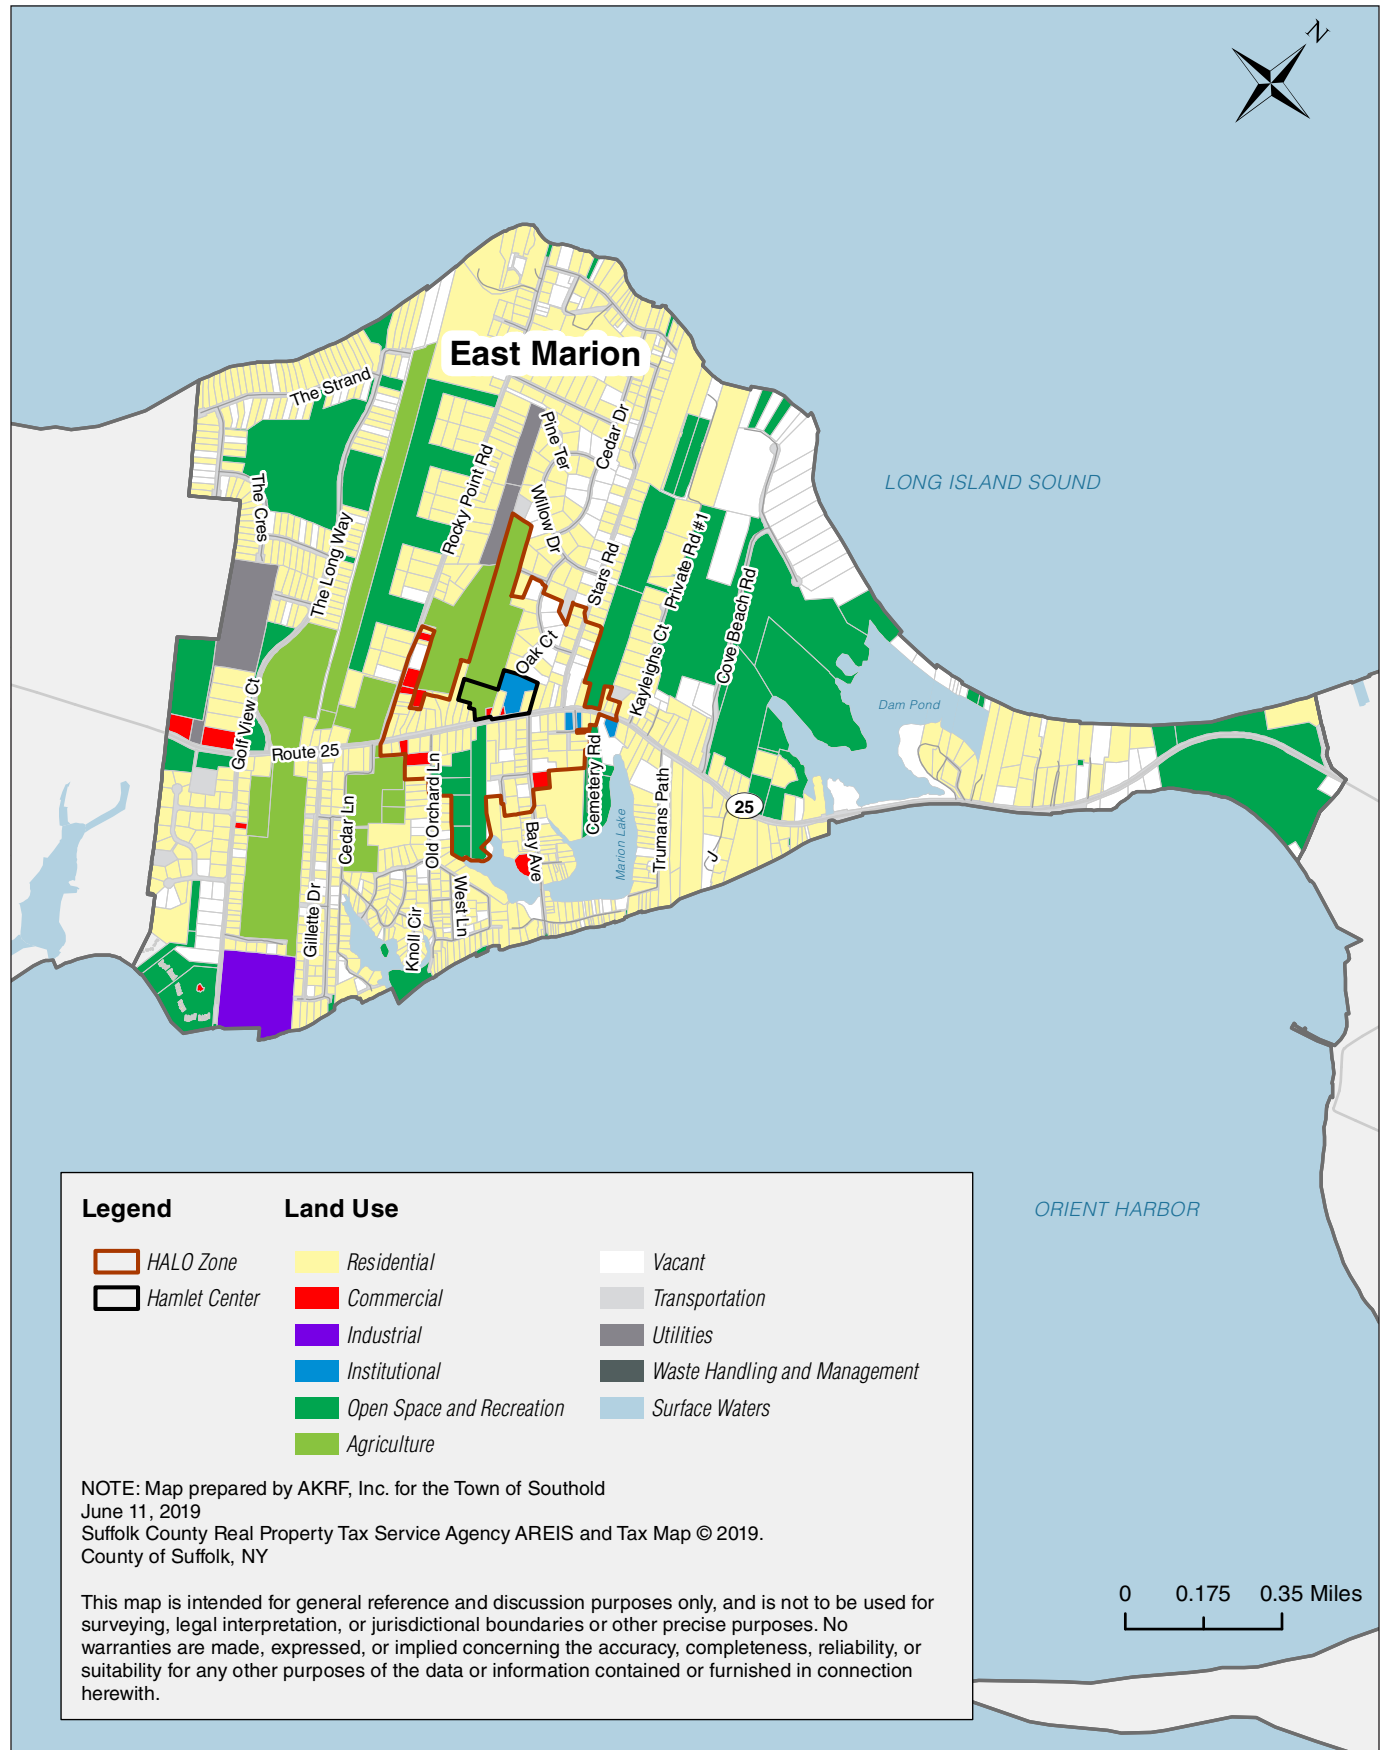 N
East Marion
The Strand
Pine Ter
Cedar Dr
Rocky Point Rd
LONG ISLAND SOUND
The Cres
Willow Dr
The Long Way
Private Rd #1
Stars Rd
Cove Beach Rd
Oak Ct
Kayleighs Ct
Golf View Ct
Dam Pond
Route 25
Old Orchard Ln
Cemetery Rd
25
Cedar Ln
Bay Ave
Marion Lake
Trumans Path
J
Gillette Dr
West Ln
Knoll Cir
ORIENT HARBOR
Legend
HALO Zone
Hamlet Center
Land Use
Residential
Commercial
Industrial
Institutional
Open Space and Recreation
Agriculture
Vacant
Transportation
Utilities
Waste Handling and Management
Surface Waters
NOTE: Map prepared by AKRF, Inc. for the Town of Southold
June 11, 2019
Suffolk County Real Property Tax Service Agency AREIS and Tax Map © 2019.
County of Suffolk, NY
This map is intended for general reference and discussion purposes only, and is not to be used for
surveying, legal interpretation, or jurisdictional boundaries or other precise purposes. No
warranties are made, expressed, or implied concerning the accuracy, completeness, reliability, or
suitability for any other purposes of the data or information contained or furnished in connection
herewith.
0 0.175 0.35 Miles